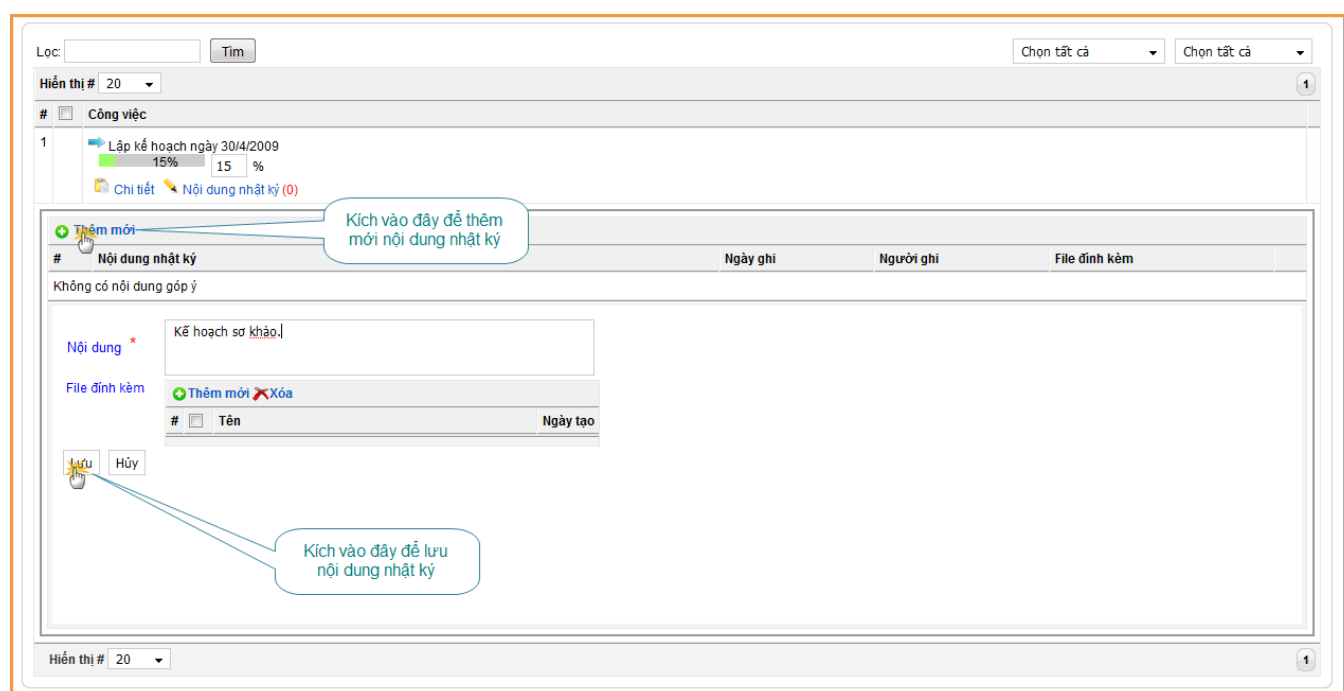 Lọc: Tìm Chọn tất cả Chọn tất cả
Hiển thị # 20 1
# Công việc
1 Lập kế hoạch ngày 30/4/2009
15% 15 %
Chi tiết Nội dung nhật ký (0)
Kích vào đây để thêm
mới nội dung nhật ký
Thêm mới
# Nội dung nhật ký Ngày ghi Người ghi File đính kèm
Không có nội dung góp ý
Nội dung * Kế hoạch sơ khảo.
File đính kèm Thêm mới Xóa
# Tên Ngày tạo
Lưu Hủy
Kích vào đây để lưu
nội dung nhật ký
Hiển thị # 20 1